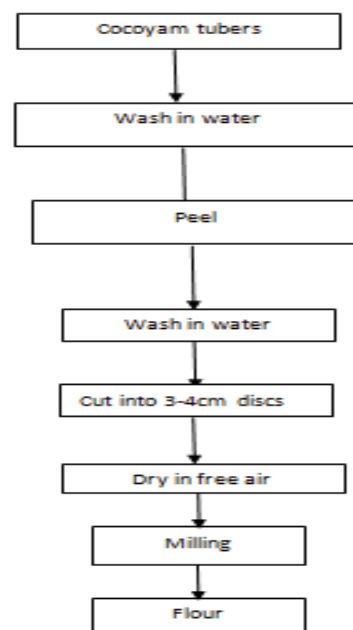 Cocoyam tubers
Wash in water
Peel
Wash in water
Cut into 3-4cm discs
Dry in free air
Milling
Flour